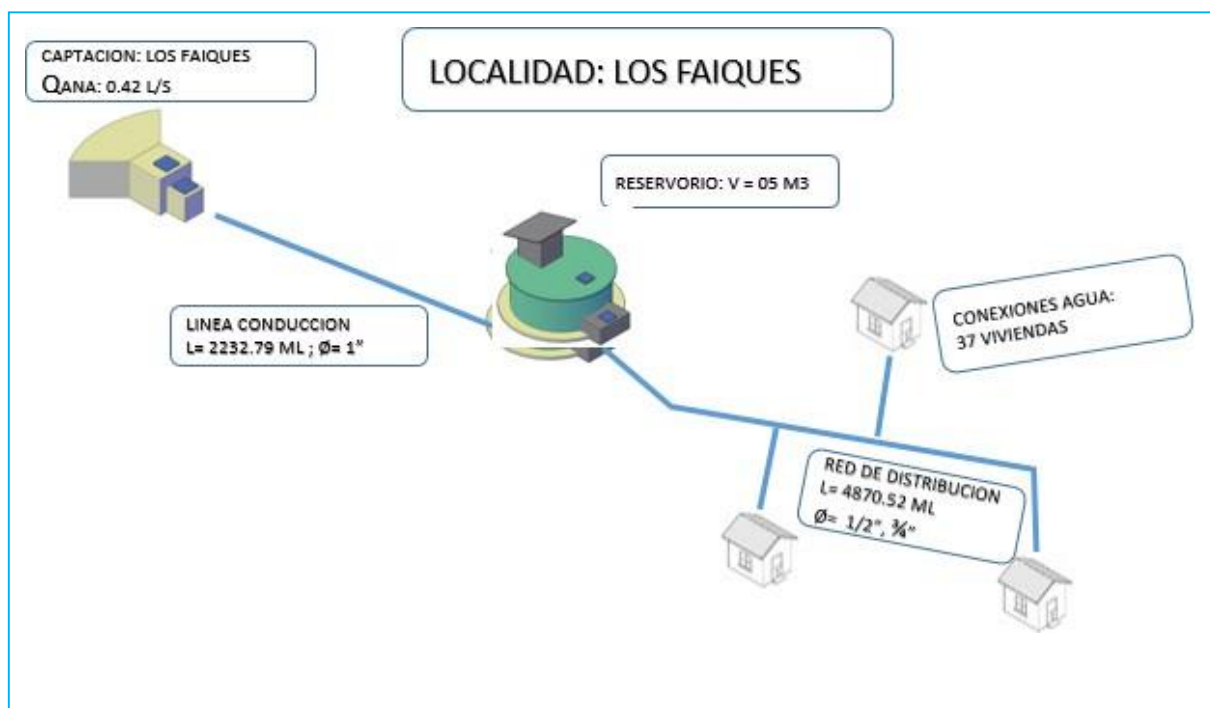 CAPTACION: LOS FAIQUES
QANA: 0.42 L/S
LOCALIDAD: LOS FAIQUES
RESERVORIO: V = 05 M3
LINEA CONDUCCION
L= 2232.79 ML ; Ø= 1"
CONEXIONES AGUA:
37 VIVIENDAS
RED DE DISTRIBUCION
L= 4870.52 ML
Ø= 1/2", ¾"